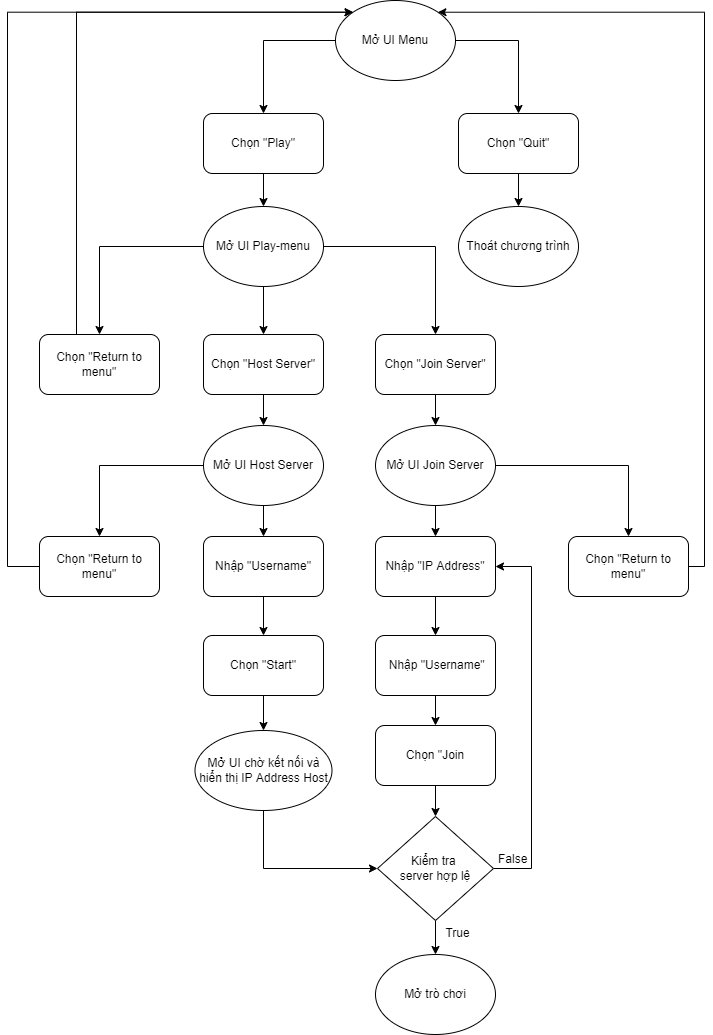 Mở UI Menu
Chọn "Play"
Chọn "Quit"
Mở UI Play-menu
Thoát chương trình
Chọn "Return to
menu"
Chọn "Host Server"
Chọn "Join Server"
Mở UI Host Server
Mở UI Join Server
Chọn "Return to
menu"
Nhập "Username"
Nhập "IP Address"
Chọn "Return to
menu"
Chọn "Start"
Nhập "Username"
Mở UI chờ kết nối và
hiển thị IP Address Host
Chọn "Join
Kiểm tra
server hợp lệ
False
True
Mở trò chơi